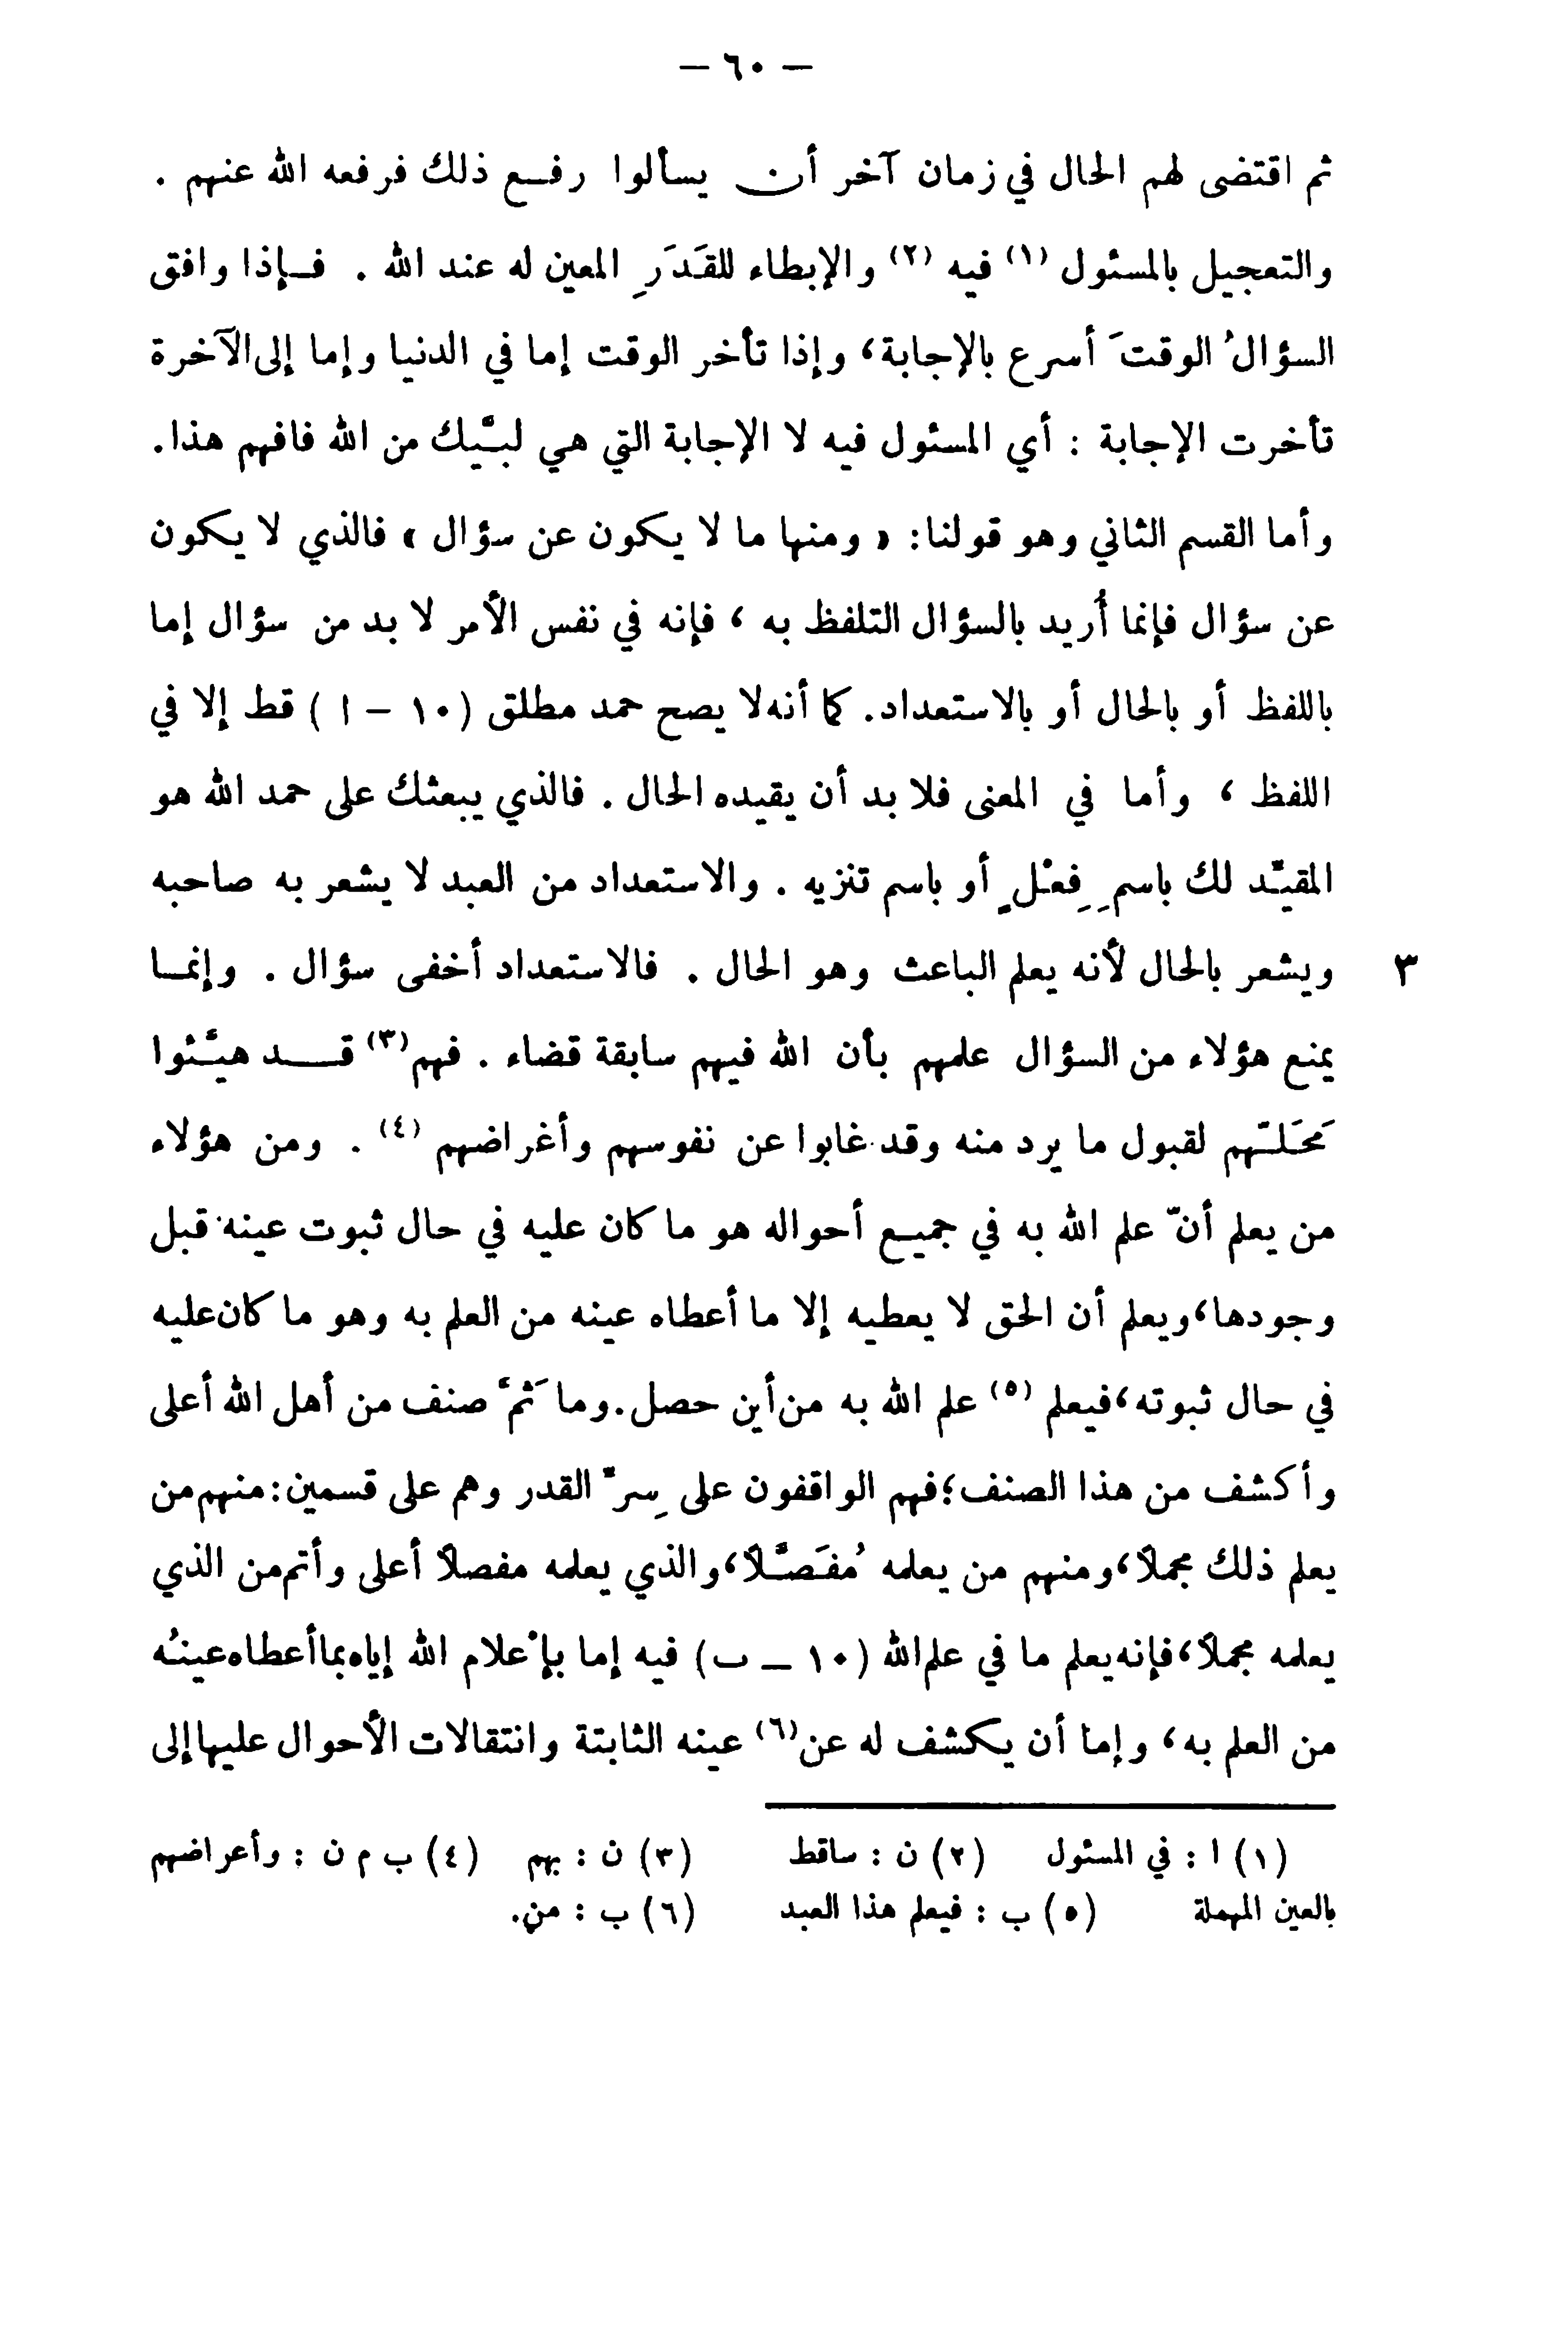 — ٦٠ —
ثم اقتضى لهم الحال في زمان آخر أن يسألوا رفع ذلك فرفعه الله عنهم .
والتعجيل بالمسئول (١) فيه (٢) والإبطاء للقَدَرِ المعين له عند الله . فإذا وافق
السؤالُ الوقتَ أسرع بالإجابة، وإذا تأخر الوقت إما في الدنيا وإما إلى الآخرة
تأخرت الإجابة : أي المسئول فيه لا الإجابة التي هي لبَّيك من الله فافهم هذا.
وأما القسم الثاني وهو قولنا: « ومنها ما لا يكون عن سؤال » فالذي لا يكون
عن سؤال فإنما أُريد بالسؤال التلفظ به ، فإنه في نفس الأمر لا بد من سؤال إما
باللفظ أو بالحال أو بالاستعداد. كما أنه لا يصح حمد مطلق (١٠ – ا ) قط إلا في
اللفظ ، وأما في المعنى فلا بد أن يقيده الحال . فالذي يبعثك على حمد الله هو
المقيِّد لك باسمِ فِعْلٍ أو باسم تنزيه . والاستعداد من العبد لا يشعر به صاحبه
٣ ويشعر بالحال لأنه يعلم الباعث وهو الحال . فالاستعداد أخفى سؤال . وإنما
يمنع هؤلاء من السؤال علمهم بأن الله فيهم سابقة قضاء . فهم(٣) قد هيَّئوا
مَحَلَّهم لقبول ما يرد منه وقد غابوا عن نفوسهم وأغراضهم (٤) . ومن هؤلاء
من يعلم أنّ علم الله به في جميع أحواله هو ما كان عليه في حال ثبوت عينه قبل
وجودها، ويعلم أن الحق لا يعطيه إلا ما أعطاه عينه من العلم به وهو ما كان عليه
في حال ثبوته، فيعلم (٥) علم الله به من أين حصل. وما ثَمَّ صنف من أهل الله أعلى
وأكشف من هذا الصنف؛ فهم الواقفون على سِرّ القدر وهم على قسمين: منهم من
يعلم ذلك مجملاً، ومنهم من يعلمه مُفَصَّلاً، والذي يعلمه مفصلاً أعلى وأتم من الذي
يعلمه مجملاً، فإنه يعلم ما في علم الله (١٠ – ب) فيه إما بإعْلام الله إياه بما أعطاه عينُه
من العلم به، وإما أن يكشف له عن(٦) عينه الثابتة وانتقالات الأحوال عليها إلى
(١) ا : في المسئول (٢) ن : ساقط (٣) ن : بهم (٤) ب م ن : وأعراضهم
بالعين المهملة (٥) ب : فيعلم هذا العبد (٦) ب : من.